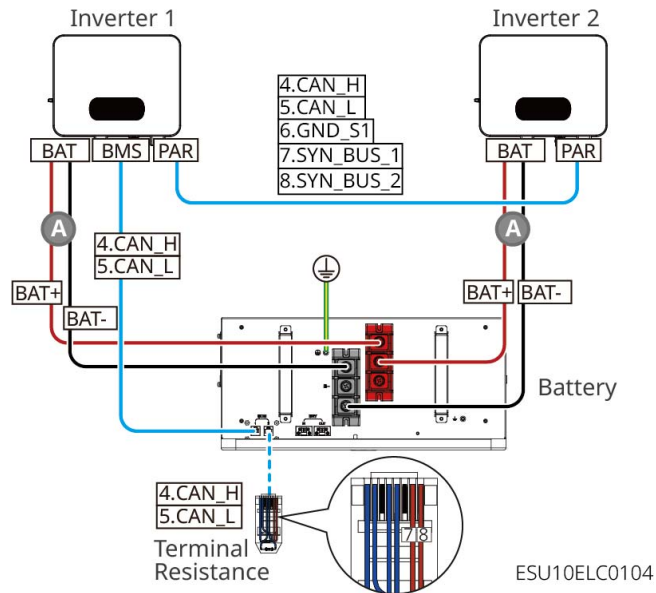 Inverter 1
Inverter 2
4.CAN_H
5.CAN_L
6.GND_S1
7.SYN_BUS_1
8.SYN_BUS_2
BAT
BMS
PAR
BAT
PAR
A
A
4.CAN_H
5.CAN_L
BAT+
BAT-
BAT+
BAT-
Battery
4.CAN_H
5.CAN_L
Terminal
Resistance
7 8
ESU10ELC0104